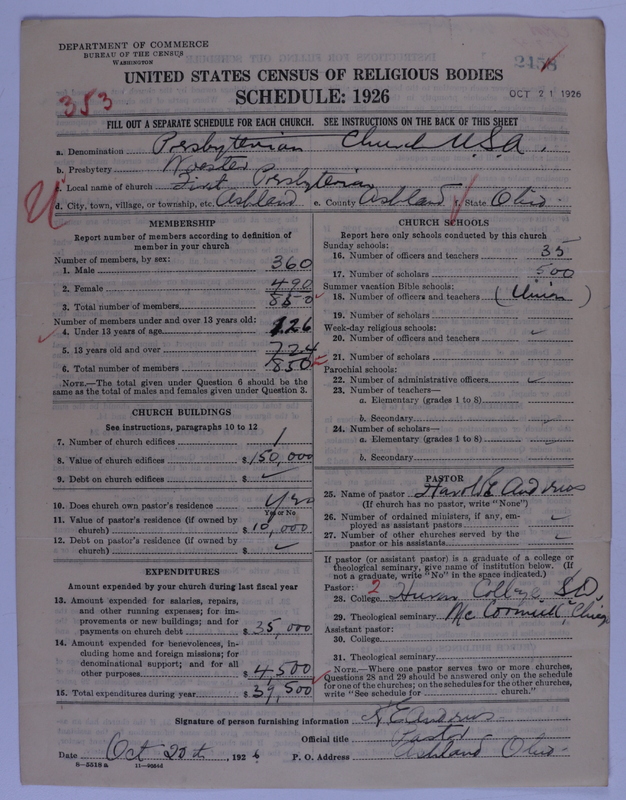 DEPARTMENT OF COMMERCE
BUREAU OF THE CENSUS
WASHINGTON
2458
UNITED STATES CENSUS OF RELIGIOUS BODIES
353
SCHEDULE: 1926
OCT 21 1926
FILL OUT A SEPARATE SCHEDULE FOR EACH CHURCH. SEE INSTRUCTIONS ON THE BACK OF THIS SHEET
a. Denomination Presbyterian Church U.S.A.
b. Presbytery Wooster
c. Local name of church First Presbyterian
d. City, town, village, or township, etc. Ashland e. County Ashland f. State Ohio
MEMBERSHIP
Report number of members according to definition of
member in your church
Number of members, by sex:
1. Male 360
2. Female 490
3. Total number of members 850
Number of members under and over 13 years old:
4. Under 13 years of age 126
5. 13 years old and over 724
6. Total number of members 850
NOTE.—The total given under Question 6 should be the
same as the total of males and females given under Question 3.
CHURCH BUILDINGS
See instructions, paragraphs 10 to 12
7. Number of church edifices 1
8. Value of church edifices $150,000
9. Debt on church edifices $
10. Does church own pastor's residence Yes
Yes or No
11. Value of pastor's residence (if owned by
church) $10,000
12. Debt on pastor's residence (if owned by
church) $
EXPENDITURES
Amount expended by your church during last fiscal year
13. Amount expended for salaries, repairs,
and other running expenses; for im-
provements or new buildings; and for
payments on church debt $35,000
14. Amount expended for benevolences, in-
cluding home and foreign missions; for
denominational support; and for all
other purposes $4,500
15. Total expenditures during year $39,500
CHURCH SCHOOLS
Report here only schools conducted by this church
Sunday schools:
16. Number of officers and teachers 35
17. Number of scholars 500
Summer vacation Bible schools:
18. Number of officers and teachers (Union)
19. Number of scholars
Week-day religious schools:
20. Number of officers and teachers
21. Number of scholars
Parochial schools:
22. Number of administrative officers
23. Number of teachers—
a. Elementary (grades 1 to 8)
b. Secondary
24. Number of scholars—
a. Elementary (grades 1 to 8)
b. Secondary
PASTOR
25. Name of pastor Harold E Andrews
(If church has no pastor, write "None")
26. Number of ordained ministers, if any, em-
ployed as assistant pastors
27. Number of other churches served by the
pastor or his assistants
If pastor (or assistant pastor) is a graduate of a college or
theological seminary, give name of institution below. (If
not a graduate, write "No" in the space indicated.)
Pastor: 2
28. College Huron College, S.D.
29. Theological seminary McCormick, Chicago
Assistant pastor:
30. College
31. Theological seminary
NOTE.—Where one pastor serves two or more churches,
Questions 28 and 29 should be answered only on the schedule
for one of the churches; on the schedules for the other churches,
write "See schedule for church."
Signature of person furnishing information H E Andrews
Official title Pastor
Date Oct 20th, 1926 P. O. Address Ashland Ohio
8—5318 a